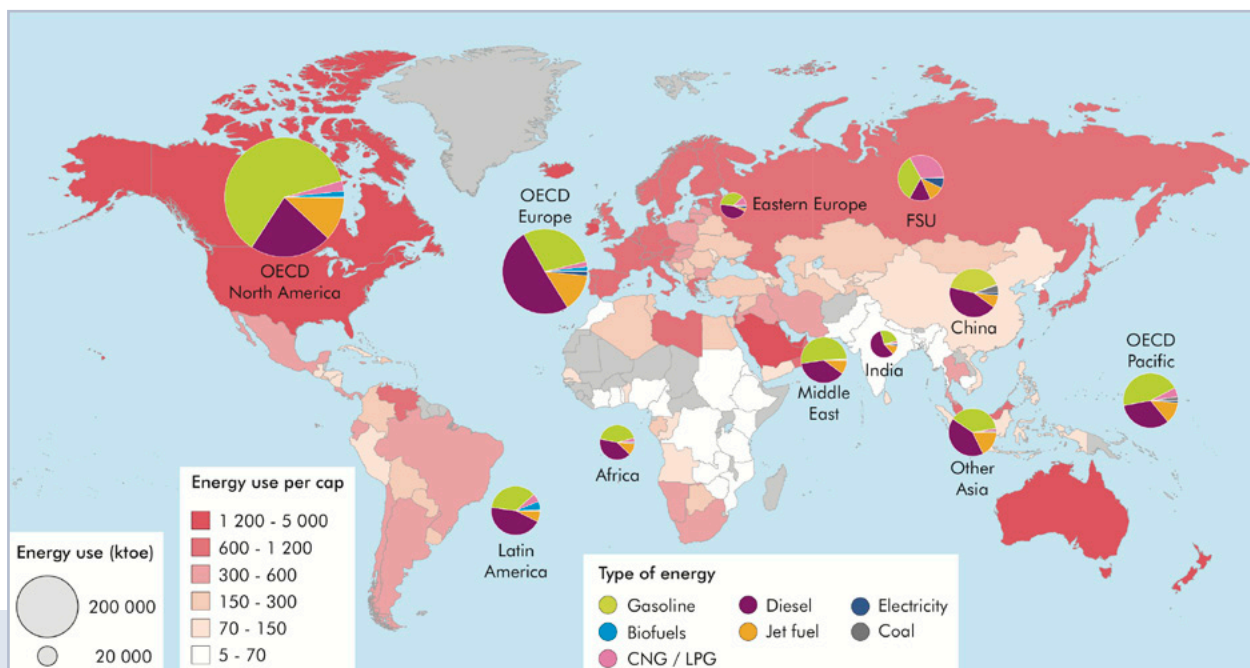 OECD
North America
OECD
Europe
Eastern Europe
FSU
China
India
Middle
East
OECD
Pacific
Other
Asia
Africa
Latin
America
Energy use (ktoe)
200 000
20 000
Energy use per cap
1 200 - 5 000
600 - 1 200
300 - 600
150 - 300
70 - 150
5 - 70
Type of energy
Gasoline
Diesel
Electricity
Biofuels
Jet fuel
Coal
CNG / LPG